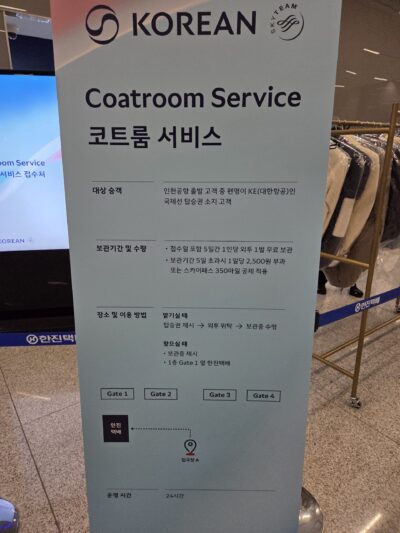 KOREAN
SKYTEAM
Coatroom Service
코트룸 서비스
oom Service
서비스 접수처
KOREAN
대상 승객
인천공항 출발 고객 중 편명이 KE(대한항공)인
국제선 탑승권 소지 고객
보관기간 및 수량
• 접수일 포함 5일간 1인당 외투 1벌 무료 보관
• 보관기간 5일 초과시 1일당 2,500원 부과
또는 스카이패스 350마일 공제 적용
장소 및 이용 방법
맡기실 때
탑승권 제시 → 외투 위탁 → 보관증 수령
찾으실 때
• 보관증 제시
• 1층 Gate 1 옆 한진택배
한진택배
한진택배
Gate 1
Gate 2
Gate 3
Gate 4
한진
택배
입국장 A
운영 시간
24시간